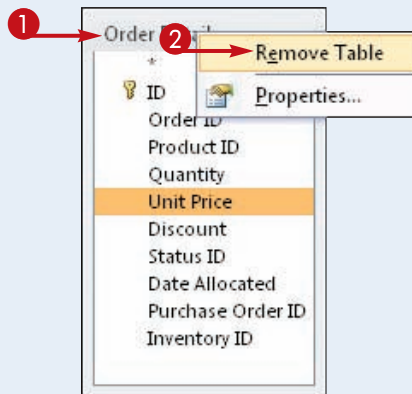 1
Order
2
Remove Table
*
ID
Properties...
Order ID
Product ID
Quantity
Unit Price
Discount
Status ID
Date Allocated
Purchase Order ID
Inventory ID